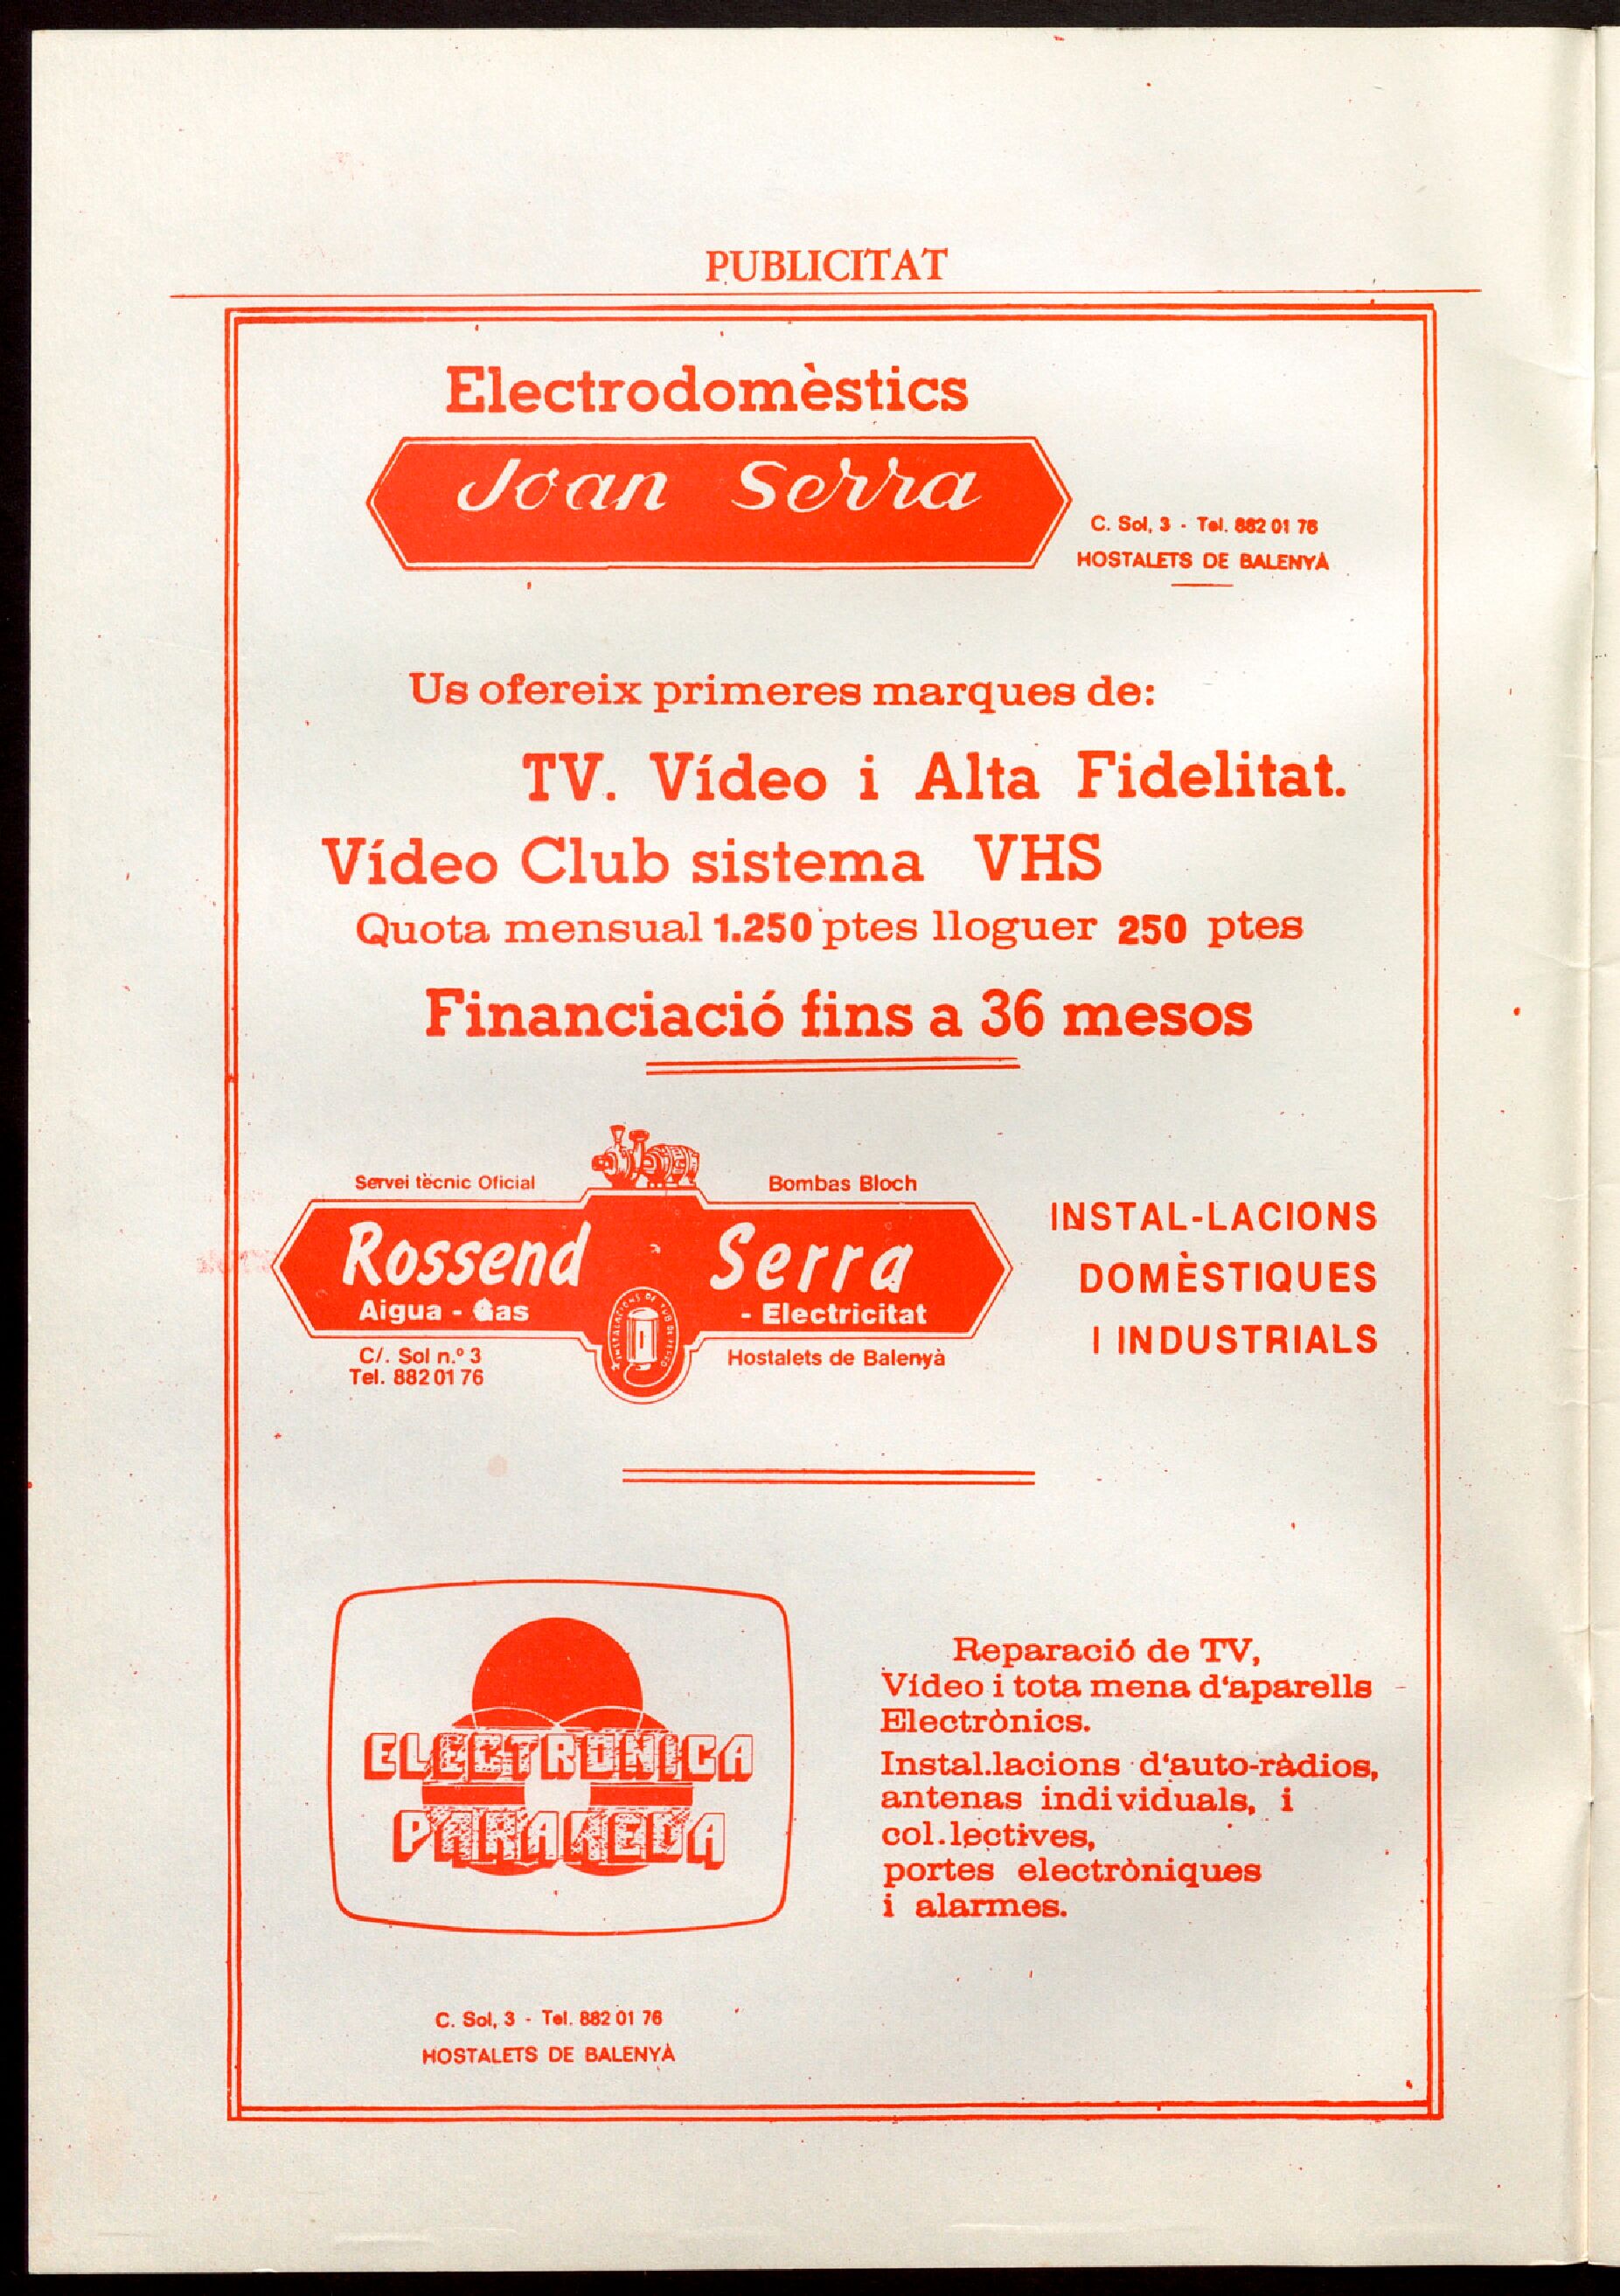 PUBLICITAT
Electrodomèstics
Joan Serra
C. Sol, 3 - Tel. 882 01 76
HOSTALETS DE BALENYÀ
Us ofereix primeres marques de:
TV. Vídeo i Alta Fidelitat.
Vídeo Club sistema VHS
Quota mensual 1.250 ptes lloguer 250 ptes
Financiació fins a 36 mesos
Servei tècnic Oficial
Bombas Bloch
Rossend Serra
Aigua - Gas - Electricitat
C/. Sol n.º 3
Tel. 882 01 76
Hostalets de Balenyà
INSTAL-LACIONS
DOMÈSTIQUES
I INDUSTRIALS
ELECTRONICA
PARAREDA
Reparació de TV,
Vídeo i tota mena d'aparells
Electrònics.
Instal.lacions d'auto-ràdios,
antenas individuals, i
col.lectives,
portes electròniques
i alarmes.
C. Sol, 3 - Tel. 882 01 76
HOSTALETS DE BALENYÀ